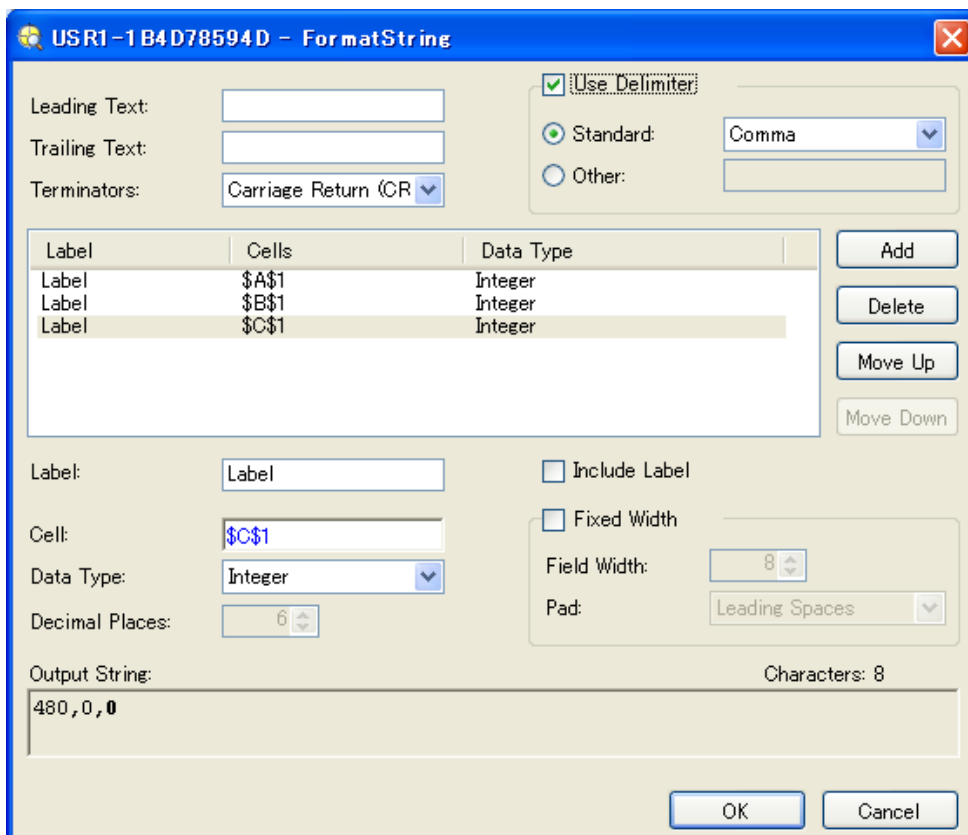 USR1-1B4D78594D - FormatString
Leading Text:
Trailing Text:
Terminators: Carriage Return (CR
Use Delimiter
Standard: Comma
Other:
Label Cells Data Type
Label $A$1 Integer
Label $B$1 Integer
Label $C$1 Integer
Add
Delete
Move Up
Move Down
Label: Label
Include Label
Cell: $C$1
Data Type: Integer
Decimal Places: 6
Fixed Width
Field Width: 8
Pad: Leading Spaces
Output String: Characters: 8
480,0,0
OK Cancel